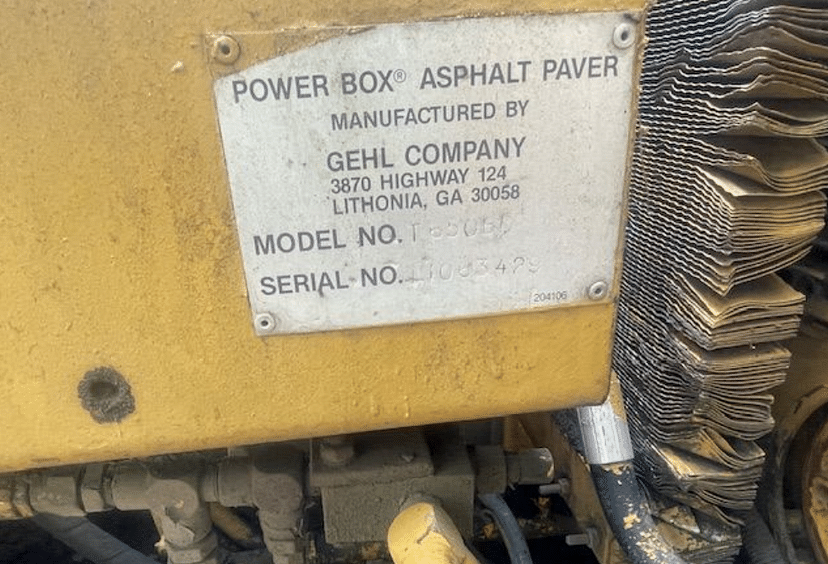 POWER BOX® ASPHALT PAVER
MANUFACTURED BY
GEHL COMPANY
3870 HIGHWAY 124
LITHONIA, GA 30058
MODEL NO.
SERIAL NO.
204106